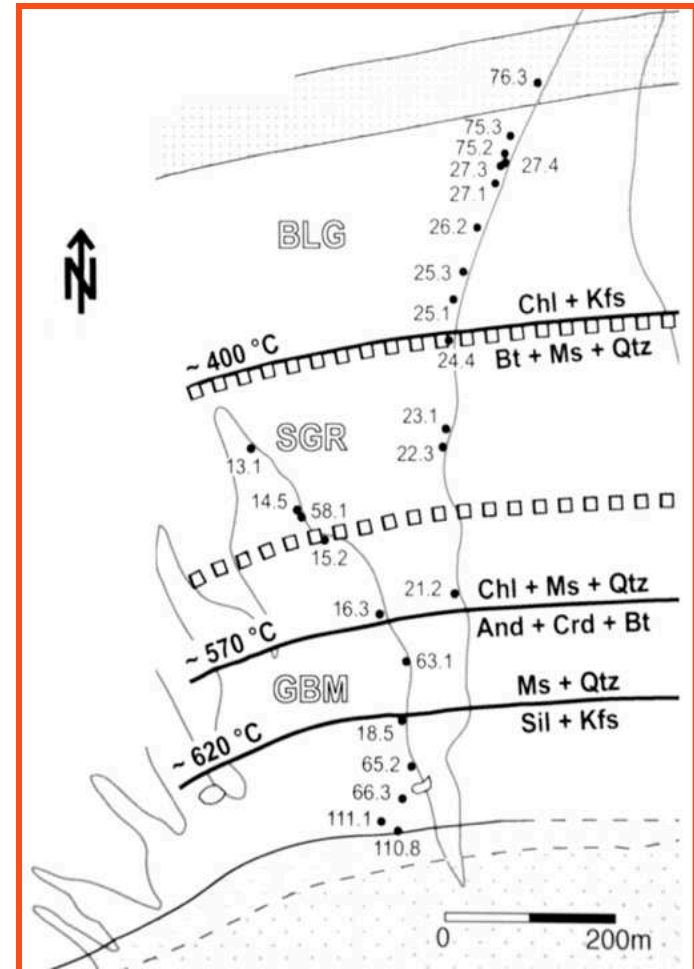 76.3
75.3
75.2
27.3
27.4
27.1
BLG
N
26.2
25.3
25.1
Chl + Kfs
~ 400 °C
Bt + Ms + Qtz
24.4
23.1
SGR
22.3
13.1
14.5
58.1
15.2
21.2
Chl + Ms + Qtz
16.3
And + Crd + Bt
~ 570 °C
63.1
GBM
Ms + Qtz
18.5
Sil + Kfs
~ 620 °C
65.2
66.3
111.1
110.8
0
200m